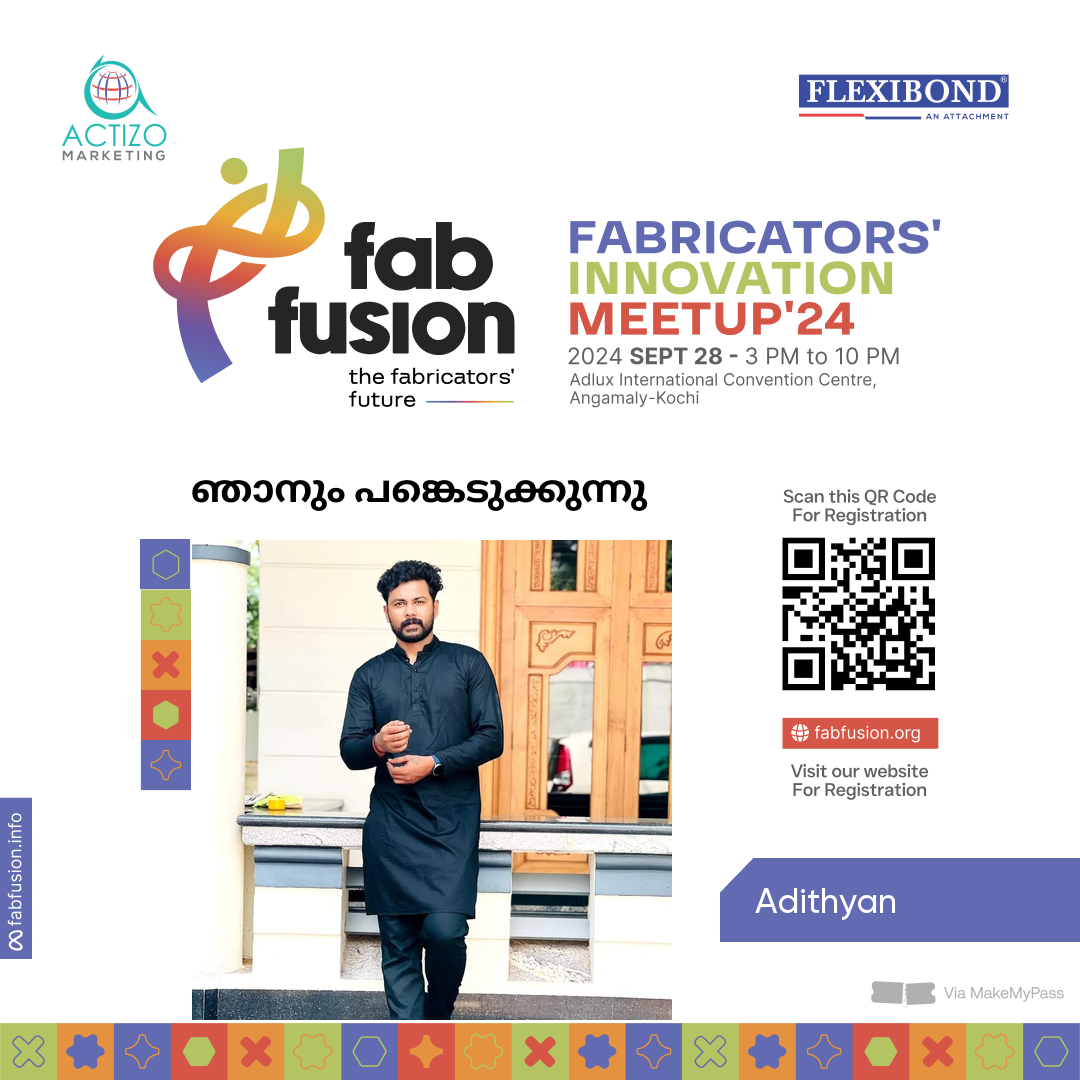 ACTIZO
MARKETING
FLEXIBOND®
AN ATTACHMENT
fab
fusion
the fabricators'
future
FABRICATORS'
INNOVATION
MEETUP'24
2024 SEPT 28 - 3 PM to 10 PM
Adlux International Convention Centre,
Angamaly-Kochi
ഞാനും പങ്കെടുക്കുന്നു
Scan this QR Code
For Registration
fabfusion.org
Visit our website
For Registration
fabfusion.info
Adithyan
Via MakeMyPass